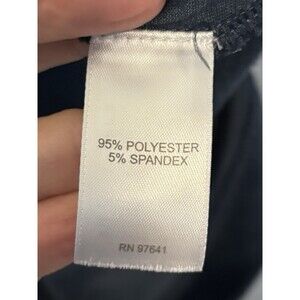 95% POLYESTER
5% SPANDEX
RN 97641